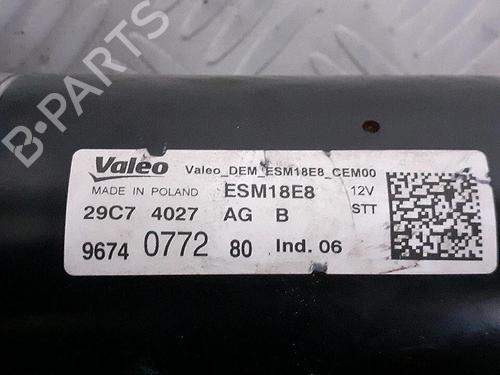 B-PARTS
Valeo Valeo_DEM_ESM18E8_CEM00
MADE IN POLAND ESM18E8 12V
29C7 4027 AG B STT
9674 0772 80 Ind. 06